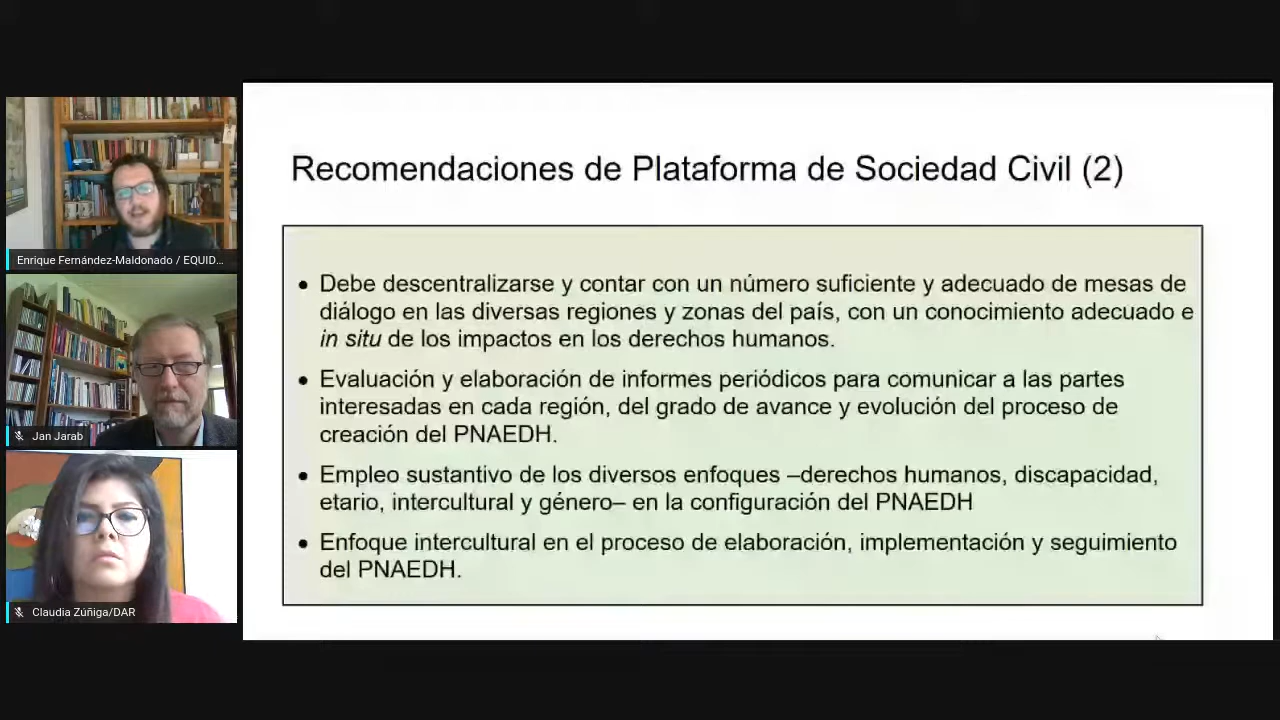 Recomendaciones de Plataforma de Sociedad Civil (2)
• Debe descentralizarse y contar con un número suficiente y adecuado de mesas de
diálogo en las diversas regiones y zonas del país, con un conocimiento adecuado e
in situ de los impactos en los derechos humanos.
• Evaluación y elaboración de informes periódicos para comunicar a las partes
interesadas en cada región, del grado de avance y evolución del proceso de
creación del PNAEDH.
• Empleo sustantivo de los diversos enfoques –derechos humanos, discapacidad,
etario, intercultural y género– en la configuración del PNAEDH
• Enfoque intercultural en el proceso de elaboración, implementación y seguimiento
del PNAEDH.
Enrique Fernández-Maldonado / EQUID...
Jan Jarab
Claudia Zúñiga/DAR